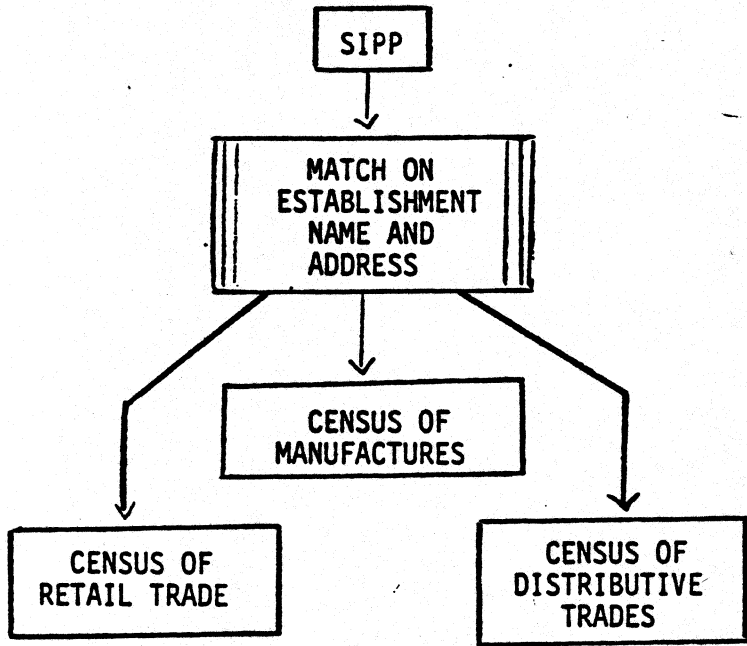 SIPP
MATCH ON
ESTABLISHMENT
NAME AND
ADDRESS
CENSUS OF
MANUFACTURES
CENSUS OF
RETAIL TRADE
CENSUS OF
DISTRIBUTIVE
TRADES